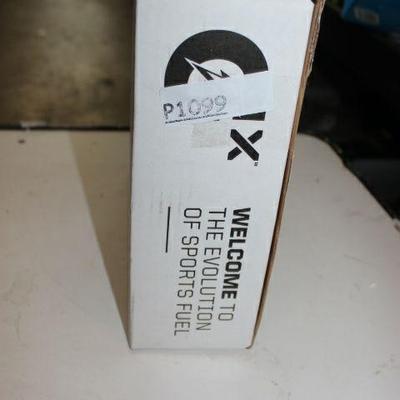 P1099
X
WELCOME TO
THE EVOLUTION
OF SPORTS FUEL